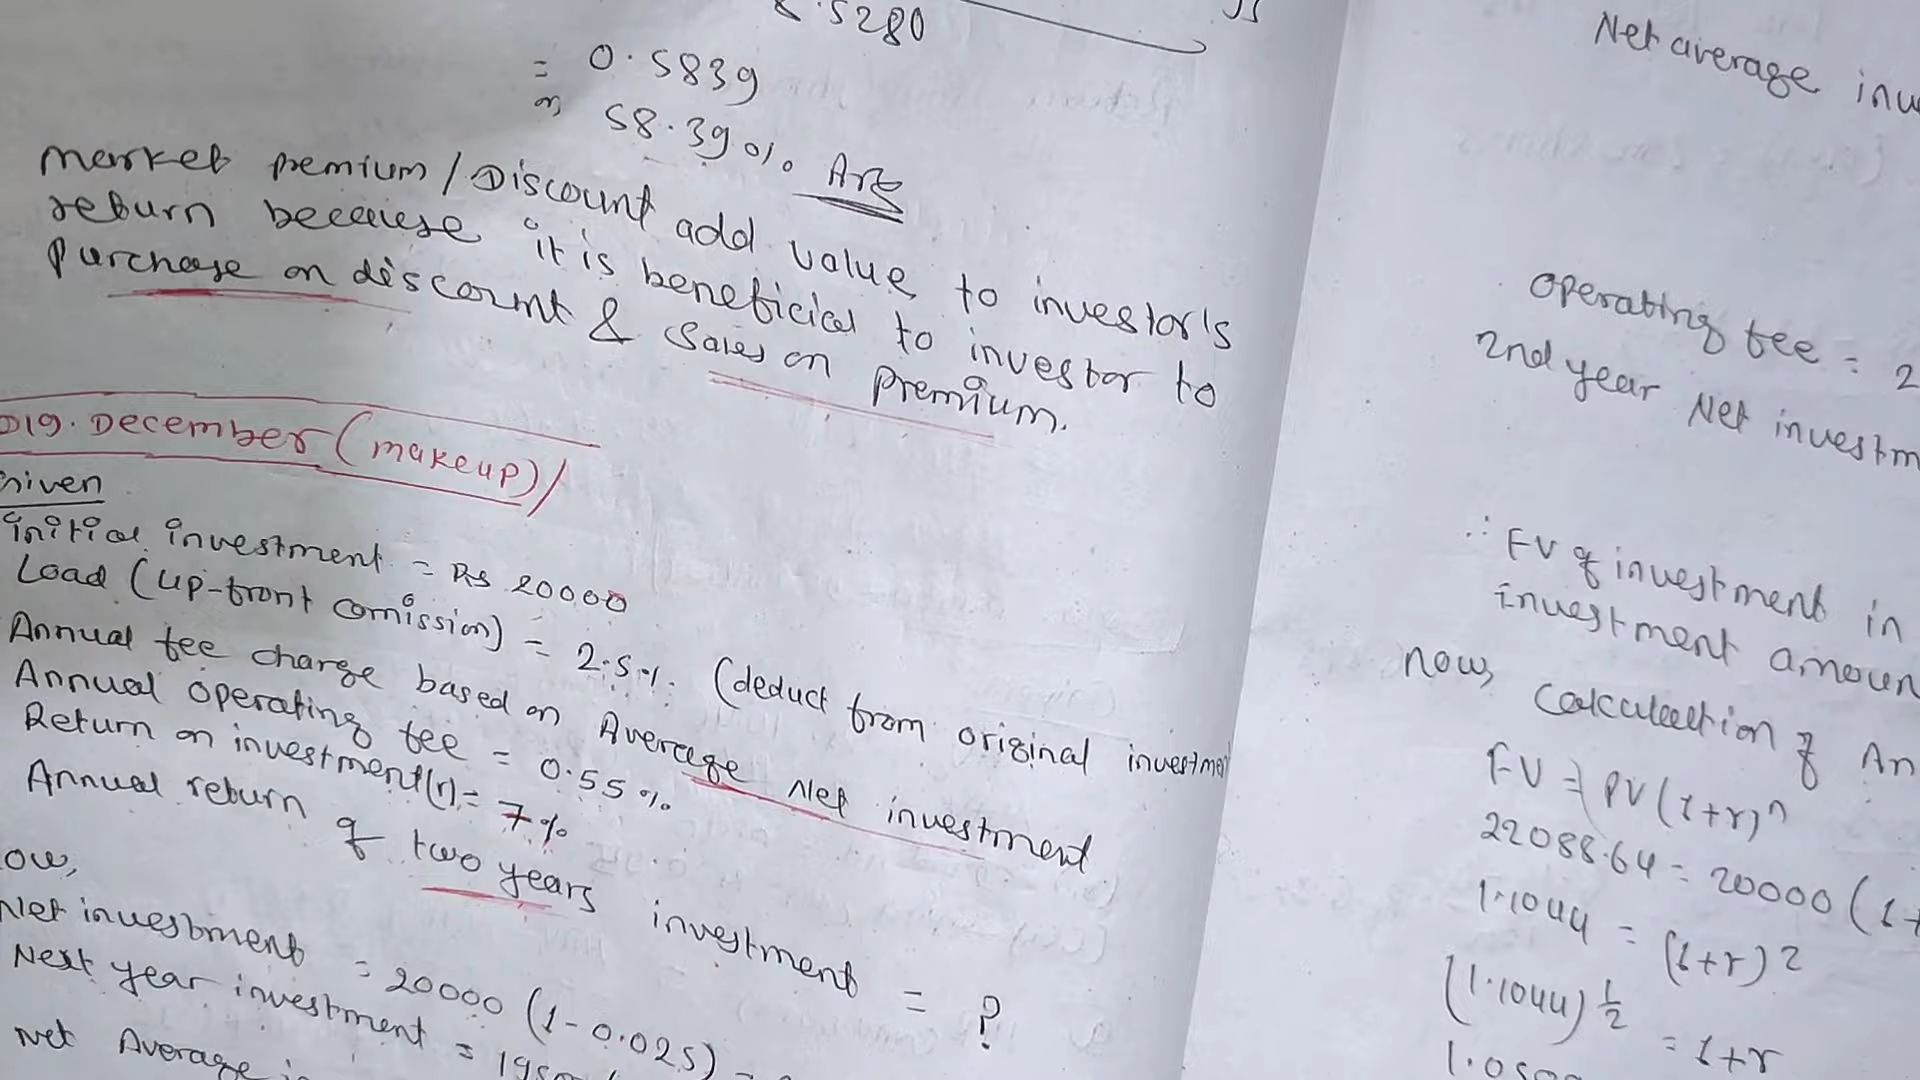 8.5280
= 0.5839
or 58.39% Ans
market premium/Discount add value to investor's
return because it is beneficial to investor to
purchase on discount & sales on premium.
019. December (makeup)/
Given
initial investment = Rs 20000
Load (up-front comission) = 2.5%. (deduct from original investmen
Annual fee charge based on Average Net investment
Annual operating fee = 0.55%
Return on investment(r) = 7%
Annual return of two years investment = ?
ow,
Net investment = 20000 (1-0.025) =
Next year investment = 195
Net Average i
Net average inv
operating fee = 2
2nd year Net investm
∴ FV of investment in
investment amoun
now, calculation of An
FV = PV(1+r)ⁿ
22088.64 = 20000 (1+
1.1044 = (1+r)2
(1.1044) 1/2 = 1+r
1.050